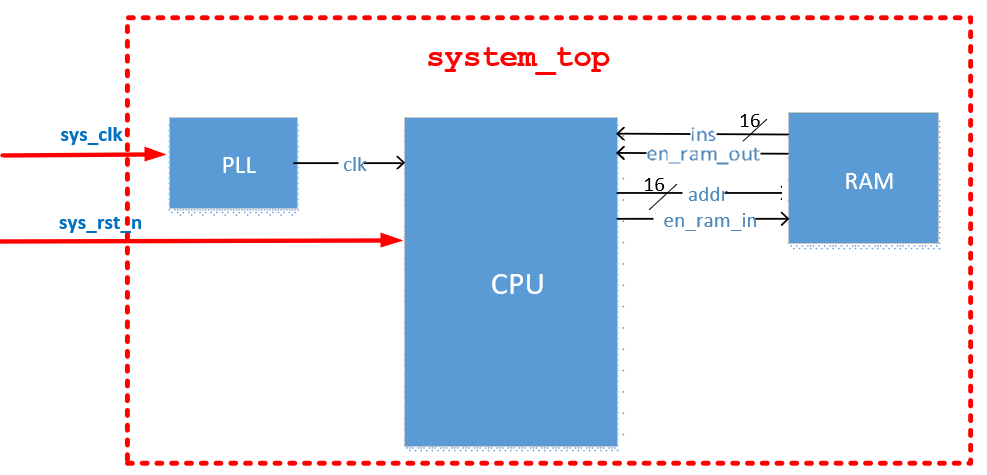 system_top
sys_clk
PLL
clk
sys_rst_n
CPU
16
ins
en_ram_out
16
addr
en_ram_in
RAM